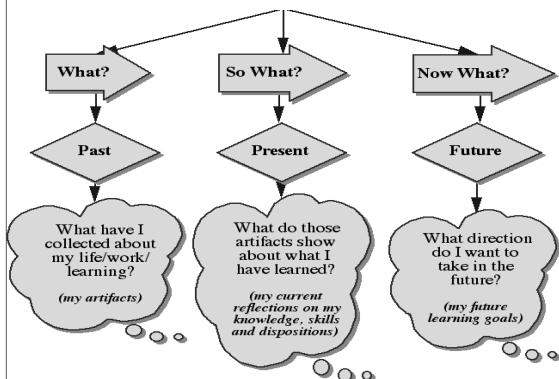 What?
So What?
Now What?
Past
Present
Future
What have I
collected about
my life/work/
learning?
(my artifacts)
What do those
artifacts show
about what I
have learned?
(my current
reflections on my
knowledge, skills
and dispositions)
What direction
do I want to
take in the
future?
(my future
learning goals)